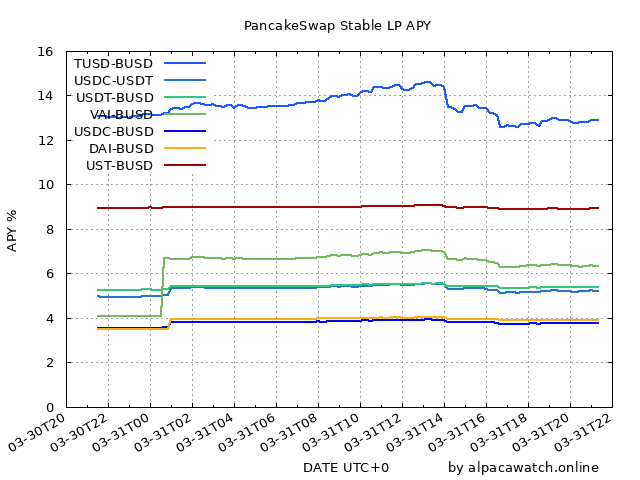 PancakeSwap Stable LP APY
16
14
12
10
8
6
4
2
0
APY %
TUSD-BUSD
USDC-USDT
USDT-BUSD
VAI-BUSD
USDC-BUSD
DAI-BUSD
UST-BUSD
03-30T20
03-30T22
03-31T00
03-31T02
03-31T04
03-31T06
03-31T08
03-31T10
03-31T12
03-31T14
03-31T16
03-31T18
03-31T20
03-31T22
DATE UTC+0
by alpacawatch.online